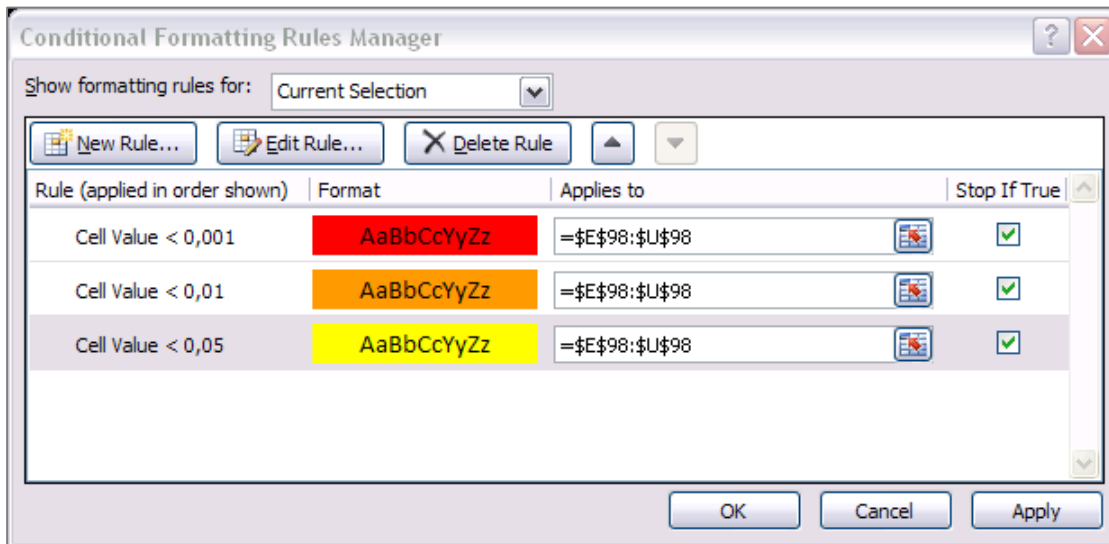 Conditional Formatting Rules Manager
Show formatting rules for: Current Selection
New Rule... Edit Rule... Delete Rule
Rule (applied in order shown) Format Applies to Stop If True
Cell Value < 0,001 AaBbCcYyZz =$E$98:$U$98
Cell Value < 0,01 AaBbCcYyZz =$E$98:$U$98
Cell Value < 0,05 AaBbCcYyZz =$E$98:$U$98
OK Cancel Apply